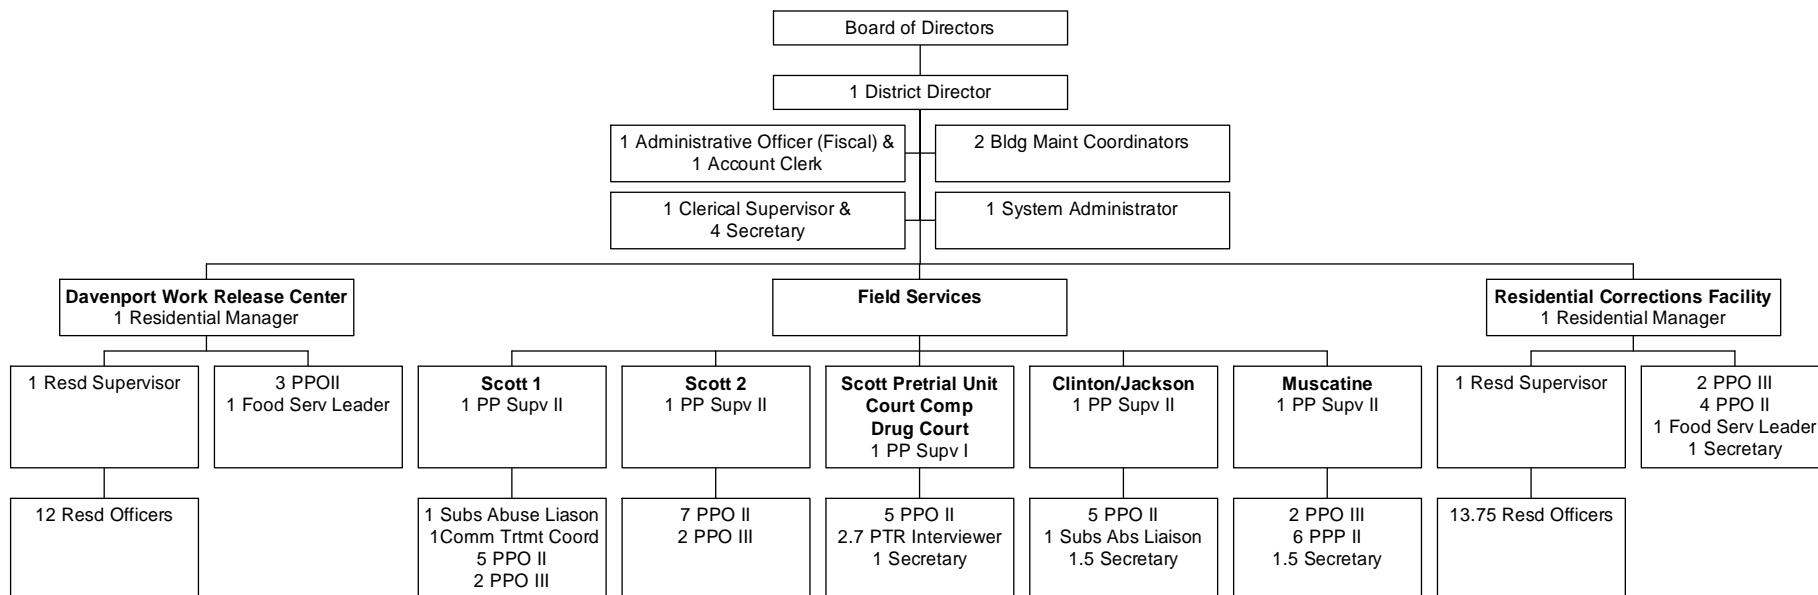 Board of Directors
1 District Director
1 Administrative Officer (Fiscal) &
1 Account Clerk
2 Bldg Maint Coordinators
1 Clerical Supervisor &
4 Secretary
1 System Administrator
Davenport Work Release Center
1 Residential Manager
Field Services
Residential Corrections Facility
1 Residential Manager
1 Resd Supervisor
3 PPOII
1 Food Serv Leader
Scott 1
1 PP Supv II
Scott 2
1 PP Supv II
Scott Pretrial Unit
Court Comp
Drug Court
1 PP Supv I
Clinton/Jackson
1 PP Supv II
Muscatine
1 PP Supv II
1 Resd Supervisor
2 PPO III
4 PPO II
1 Food Serv Leader
1 Secretary
12 Resd Officers
1 Subs Abuse Liason
1Comm Trtmt Coord
5 PPO II
2 PPO III
7 PPO II
2 PPO III
5 PPO II
2.7 PTR Interviewer
1 Secretary
5 PPO II
1 Subs Abs Liaison
1.5 Secretary
2 PPO III
6 PPP II
1.5 Secretary
13.75 Resd Officers